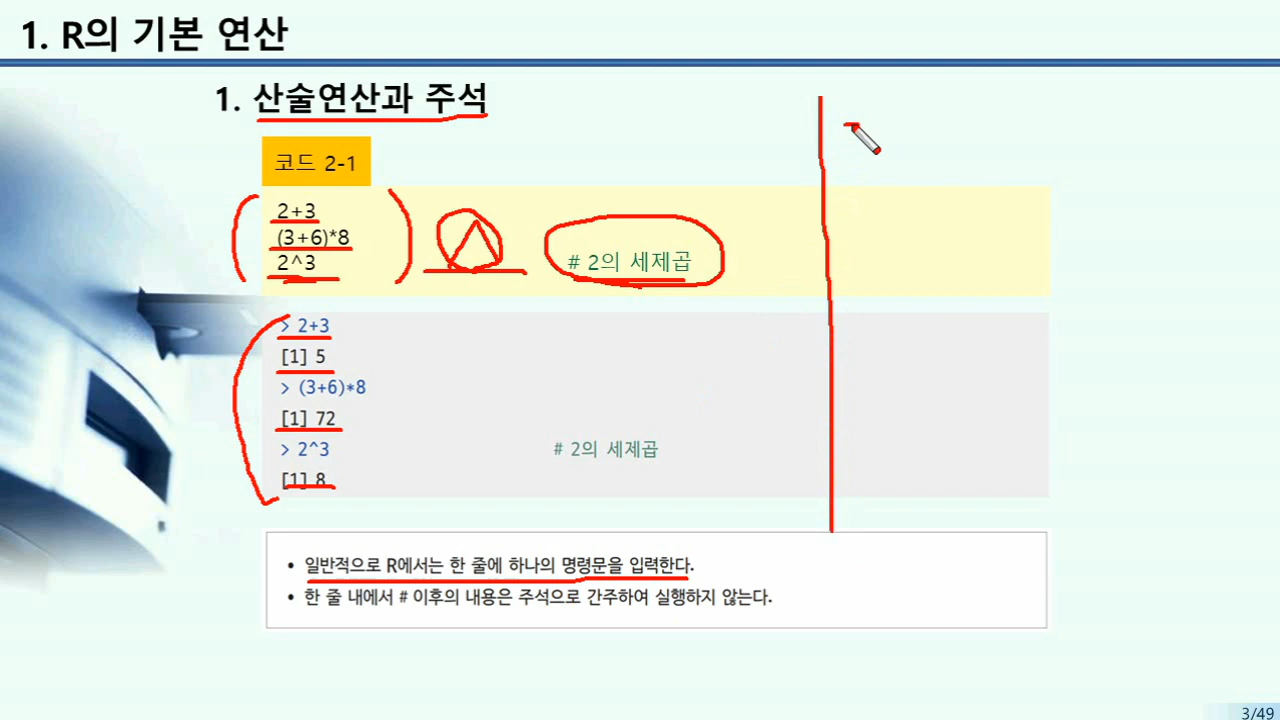 1. R의 기본 연산
1. 산술연산과 주석
코드 2-1
2+3
(3+6)*8
2^3 # 2의 세제곱
> 2+3
[1] 5
> (3+6)*8
[1] 72
> 2^3 # 2의 세제곱
[1] 8
• 일반적으로 R에서는 한 줄에 하나의 명령문을 입력한다.
• 한 줄 내에서 # 이후의 내용은 주석으로 간주하여 실행하지 않는다.
3/49